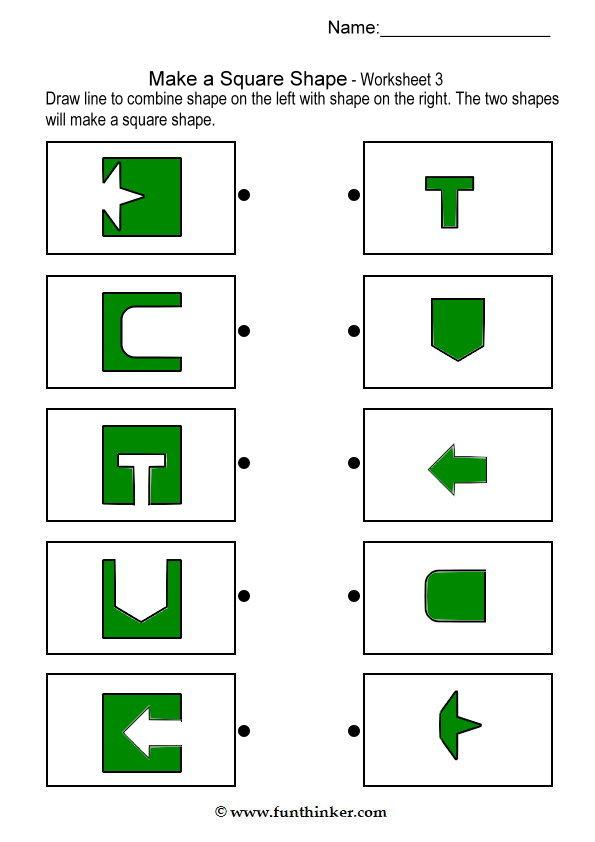 Name:_________________
Make a Square Shape - Worksheet 3
Draw line to combine shape on the left with shape on the right. The two shapes
will make a square shape.
© www.funthinker.com